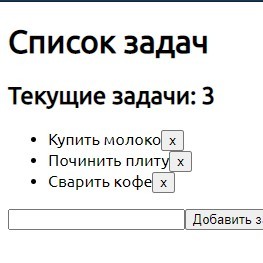 Список задач
Текущие задачи: 3
Купить молоко x
Починить плиту x
Сварить кофе x
Добавить